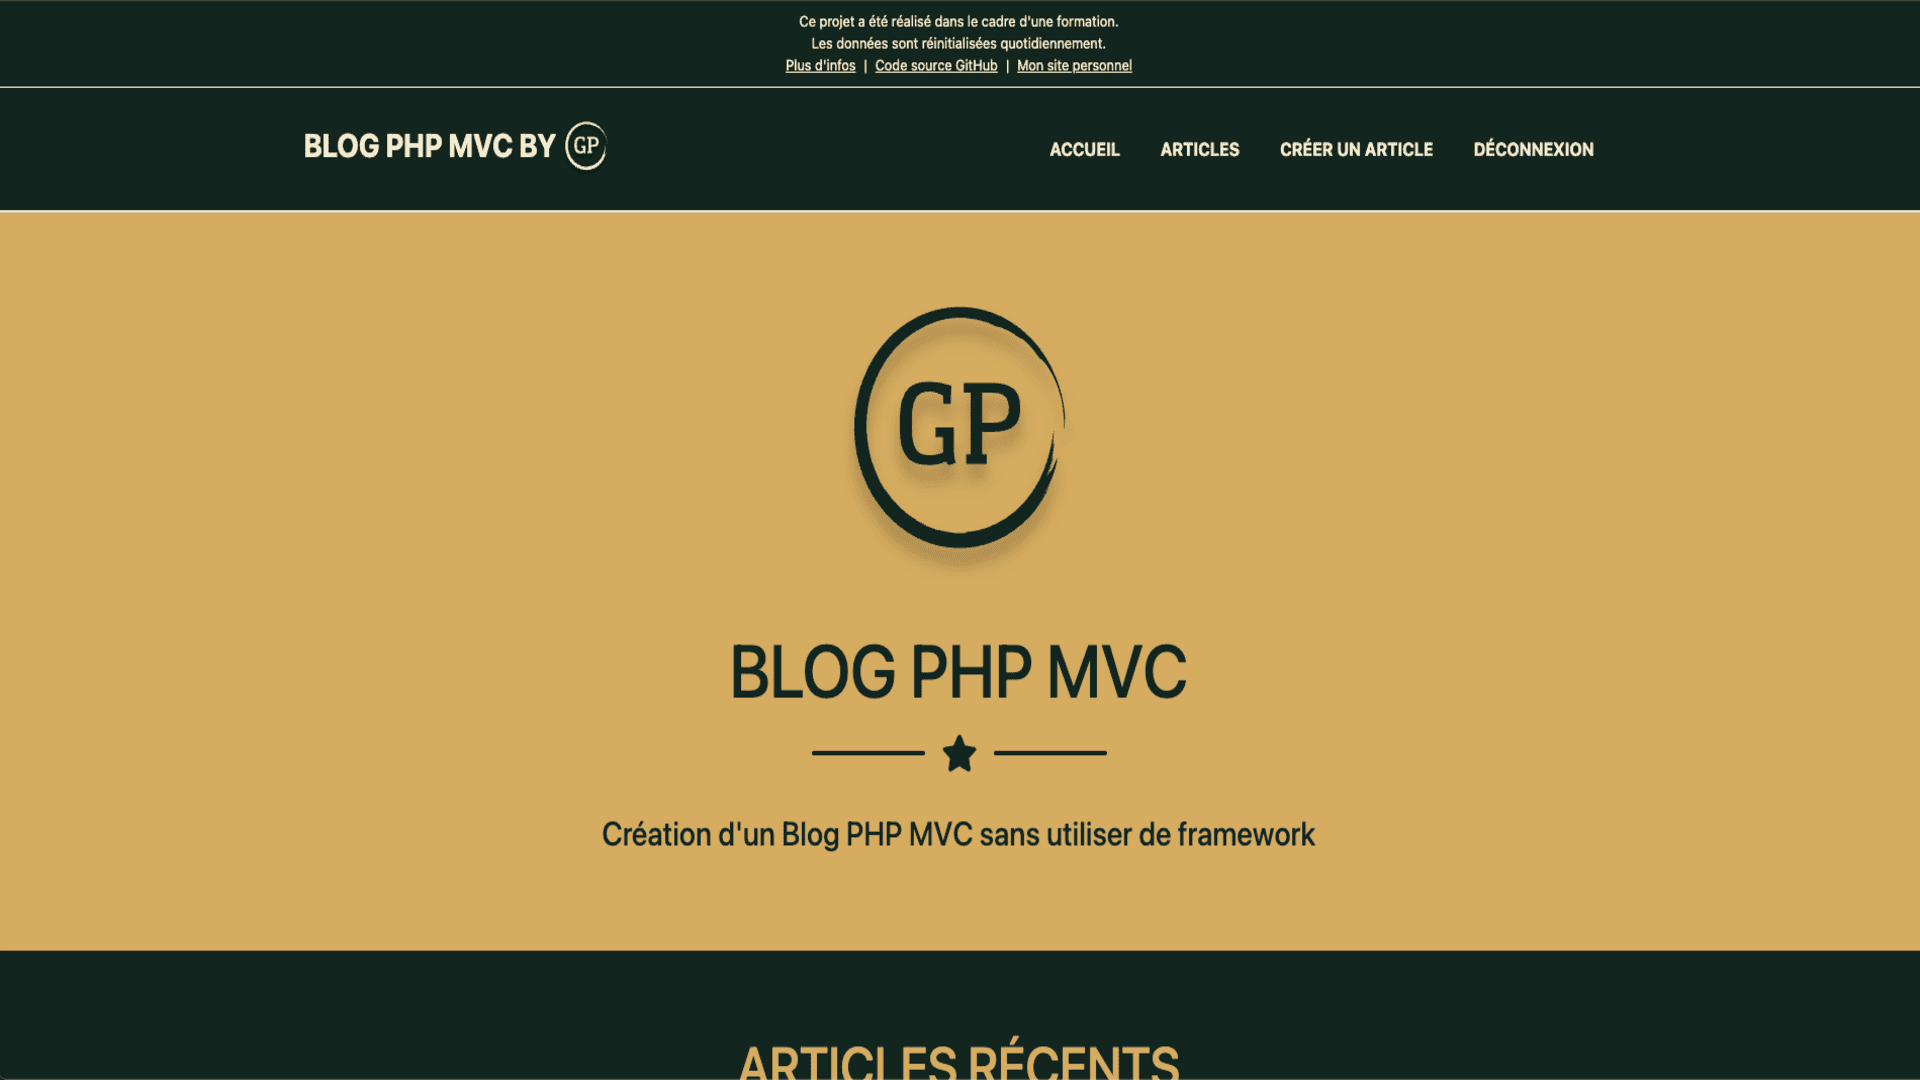 Ce projet a été réalisé dans le cadre d'une formation.
Les données sont réinitialisées quotidiennement.
Plus d'infos | Code source GitHub | Mon site personnel
BLOG PHP MVC BY GP
ACCUEIL ARTICLES CRÉER UN ARTICLE DÉCONNEXION
GP
BLOG PHP MVC
Création d'un Blog PHP MVC sans utiliser de framework
ARTICLES RÉCENTS